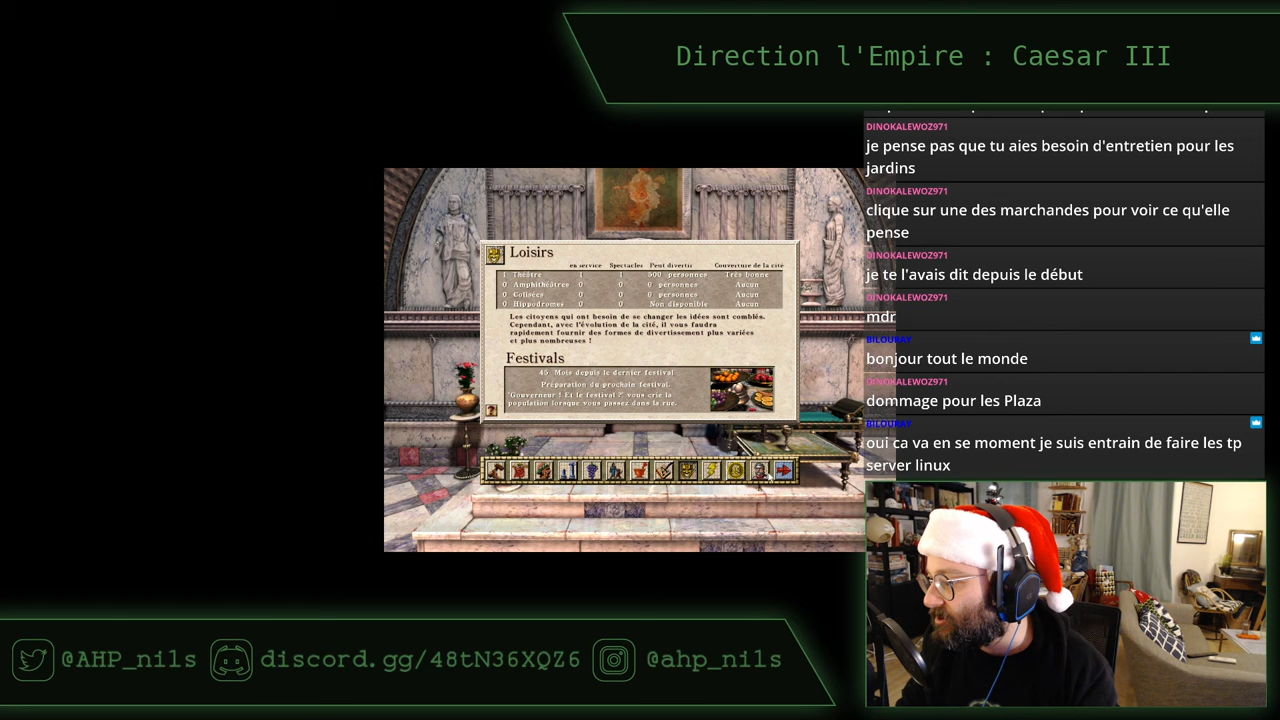 Direction l'Empire : Caesar III
DINOKALEWOZ971
je pense pas que tu aies besoin d'entretien pour les
jardins
DINOKALEWOZ971
clique sur une des marchandes pour voir ce qu'elle
pense
DINOKALEWOZ971
je te l'avais dit depuis le début
DINOKALEWOZ971
mdr
BILOURAY
bonjour tout le monde
DINOKALEWOZ971
dommage pour les Plaza
BILOURAY
oui ca va en se moment je suis entrain de faire les tp
server linux
Loisirs
en service Spectacles Peut divertir Couverture de la cité
1 Théâtre 1 1 500 personnes Très bonne
0 Amphithéâtres 0 0 0 personnes Aucun
0 Colisées 0 0 0 personnes Aucun
0 Hippodromes 0 0 Non disponible Aucun
Les citoyens qui ont besoin de se changer les idées sont comblés.
Cependant, avec l'évolution de la cité, il vous faudra
rapidement fournir des formes de divertissement plus variées
et plus nombreuses !
Festivals
45 Mois depuis le dernier festival
Préparation du prochain festival.
'Gouverneur ! Et le festival ?' vous crie la
population lorsque vous passez dans la rue.
?
@AHP_nils
discord.gg/48tN36XQZ6
@ahp_nils